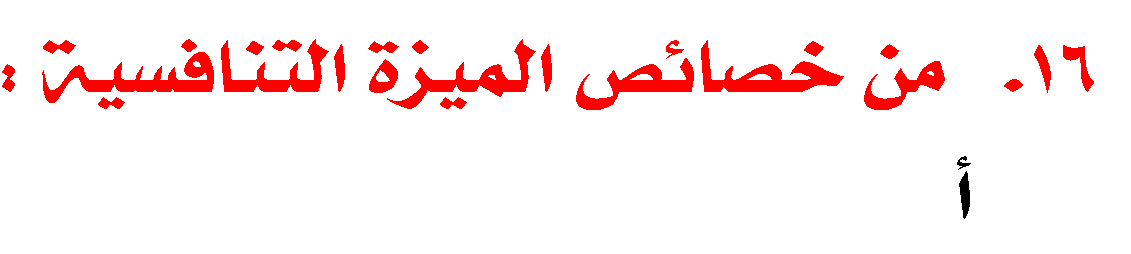 ١٦. من خصائص الميزة التنافسية :
أ